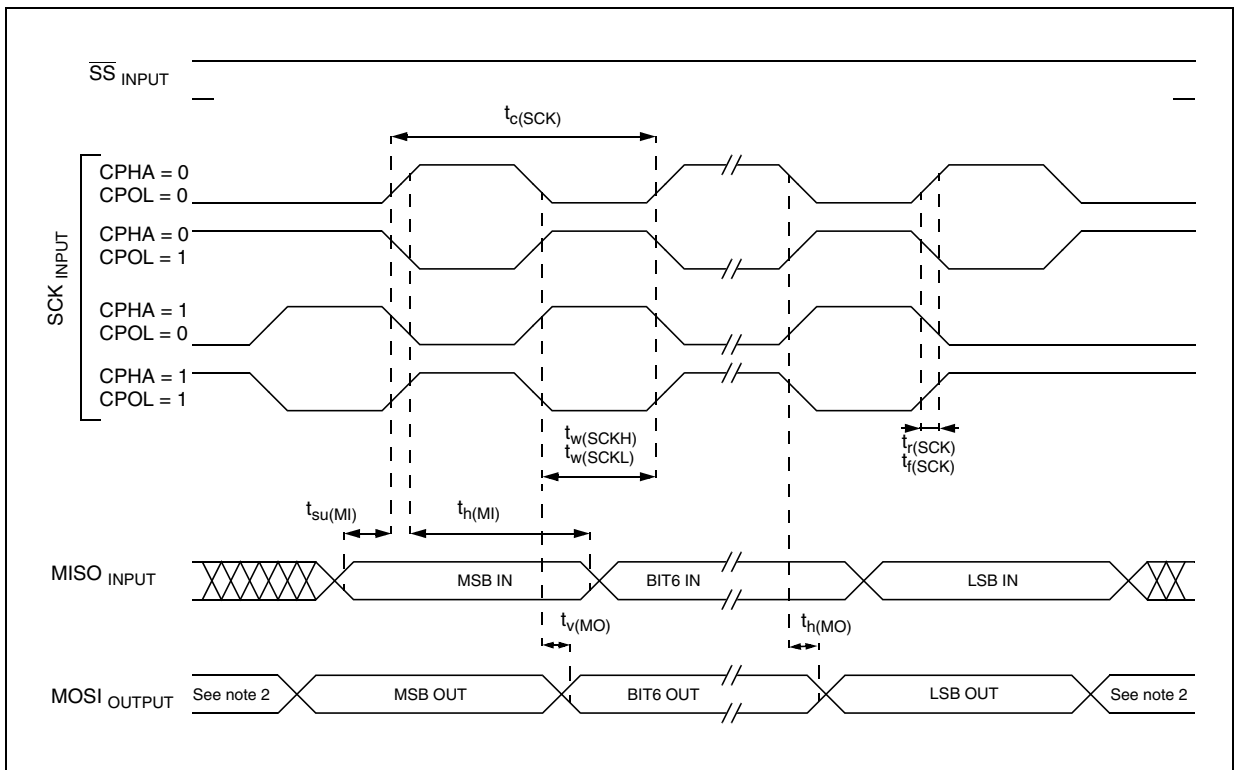 SS INPUT
tc(SCK)
SCK INPUT
CPHA = 0
CPOL = 0
CPHA = 0
CPOL = 1
CPHA = 1
CPOL = 0
CPHA = 1
CPOL = 1
tw(SCKH)
tw(SCKL)
tr(SCK)
tf(SCK)
tsu(MI)
th(MI)
MISO INPUT
MSB IN
BIT6 IN
LSB IN
tv(MO)
th(MO)
MOSI OUTPUT
See note 2
MSB OUT
BIT6 OUT
LSB OUT
See note 2